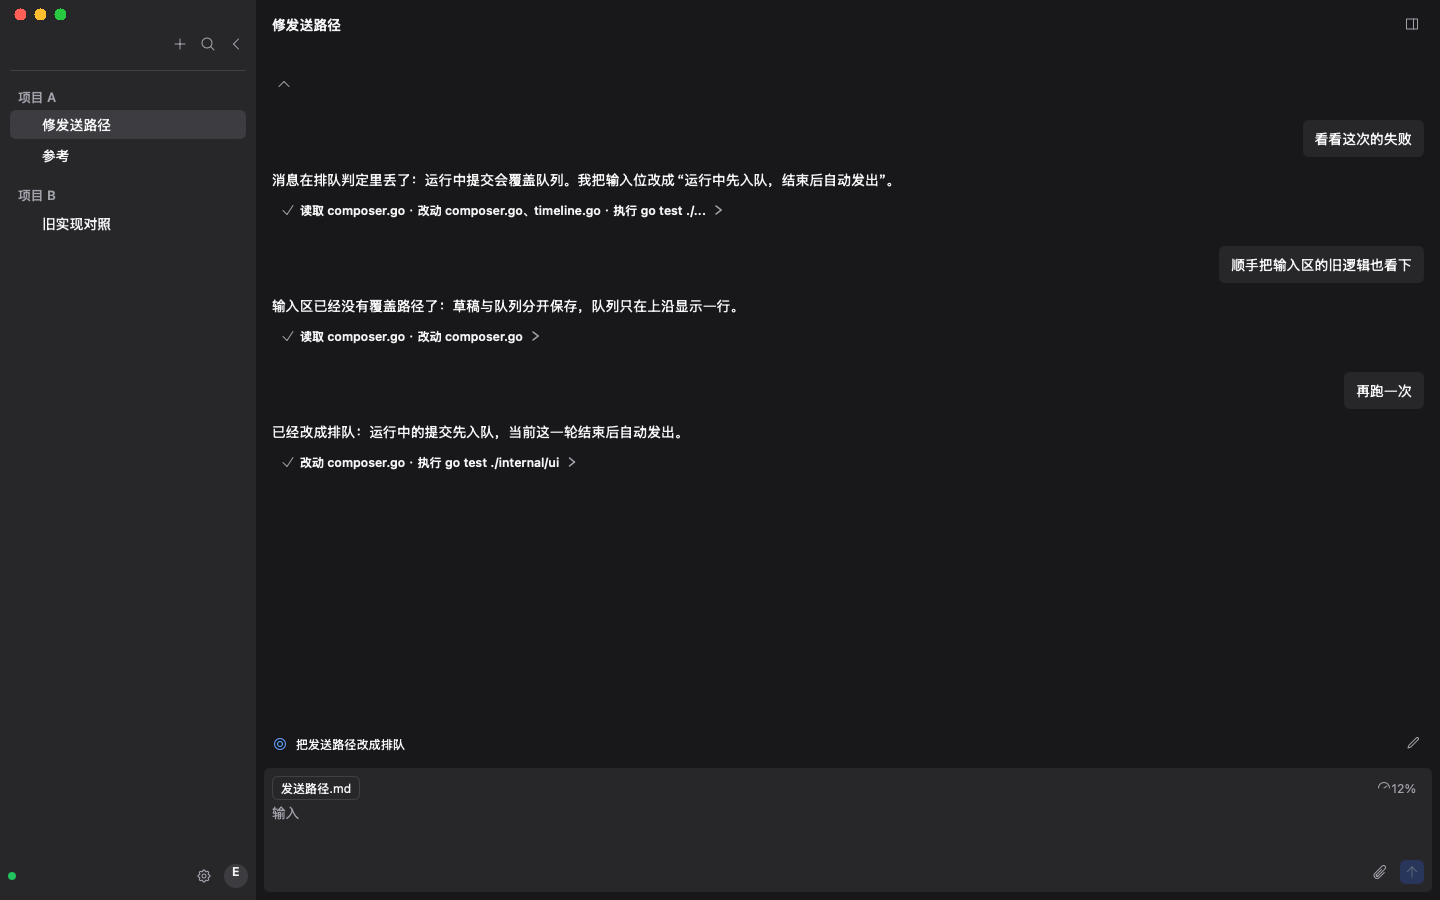 项目 A
修发送路径
参考
项目 B
旧实现对照
E
修发送路径
看看这次的失败
消息在排队判定里丢了：运行中提交会覆盖队列。我把输入位改成“运行中先入队，结束后自动发出”。
读取 composer.go · 改动 composer.go、timeline.go · 执行 go test ./...
顺手把输入区的旧逻辑也看下
输入区已经没有覆盖路径了：草稿与队列分开保存，队列只在上沿显示一行。
读取 composer.go · 改动 composer.go
再跑一次
已经改成排队：运行中的提交先入队，当前这一轮结束后自动发出。
改动 composer.go · 执行 go test ./internal/ui
把发送路径改成排队
发送路径.md
12%
输入